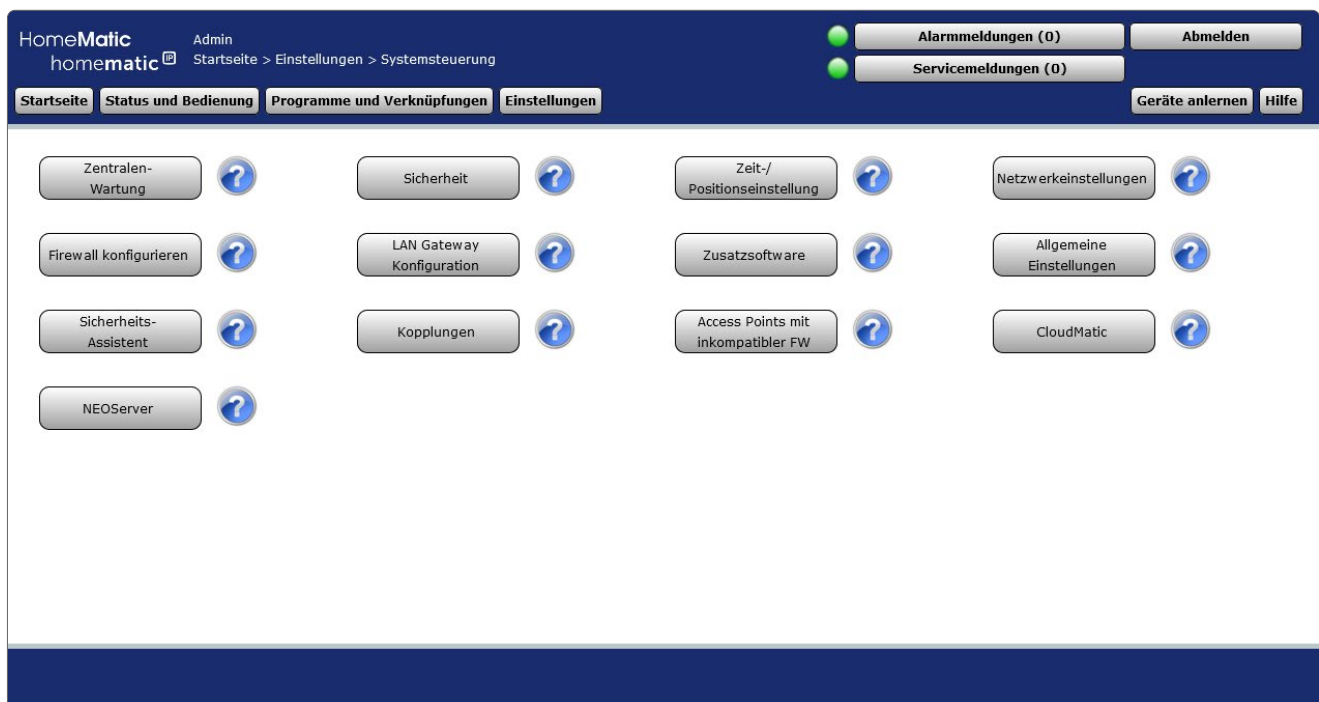 HomeMatic
homematic IP
Admin
Startseite > Einstellungen > Systemsteuerung
Alarmmeldungen (0)
Abmelden
Servicemeldungen (0)
Startseite
Status und Bedienung
Programme und Verknüpfungen
Einstellungen
Geräte anlernen
Hilfe
Zentralen-
Wartung
?
Sicherheit
?
Zeit-/
Positionseinstellung
?
Netzwerkeinstellungen
?
Firewall konfigurieren
?
LAN Gateway
Konfiguration
?
Zusatzsoftware
?
Allgemeine
Einstellungen
?
Sicherheits-
Assistent
?
Kopplungen
?
Access Points mit
inkompatibler FW
?
CloudMatic
?
NEOServer
?